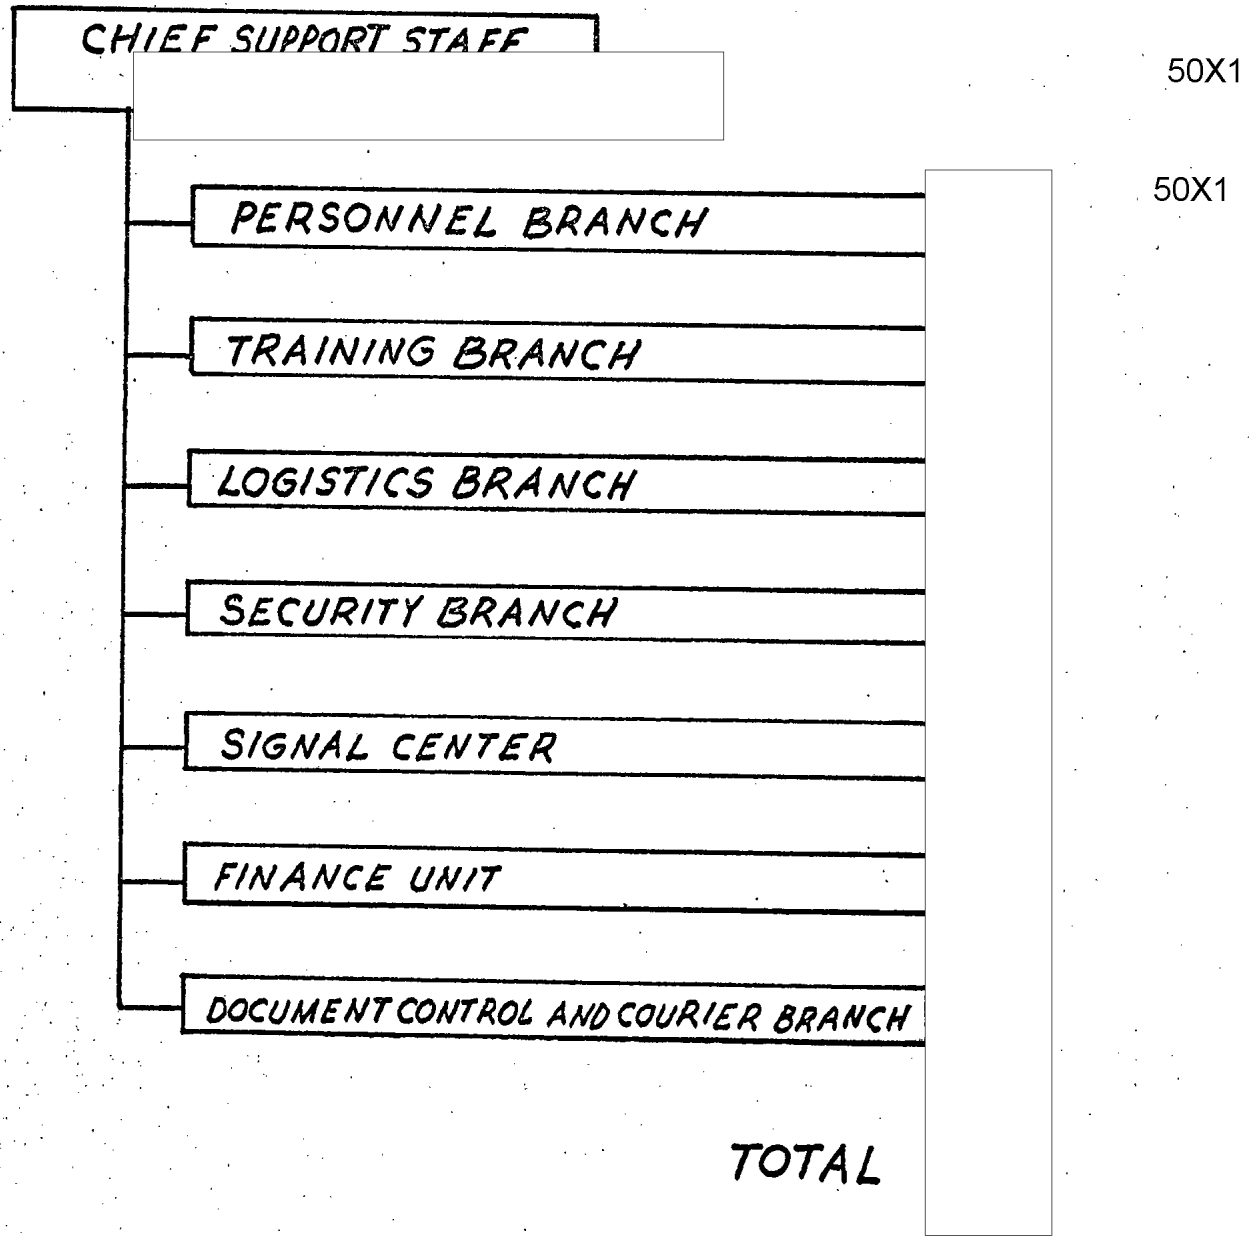 CHIEF SUPPORT STAFF
50X1
50X1
PERSONNEL BRANCH
TRAINING BRANCH
LOGISTICS BRANCH
SECURITY BRANCH
SIGNAL CENTER
FINANCE UNIT
DOCUMENT CONTROL AND COURIER BRANCH
TOTAL